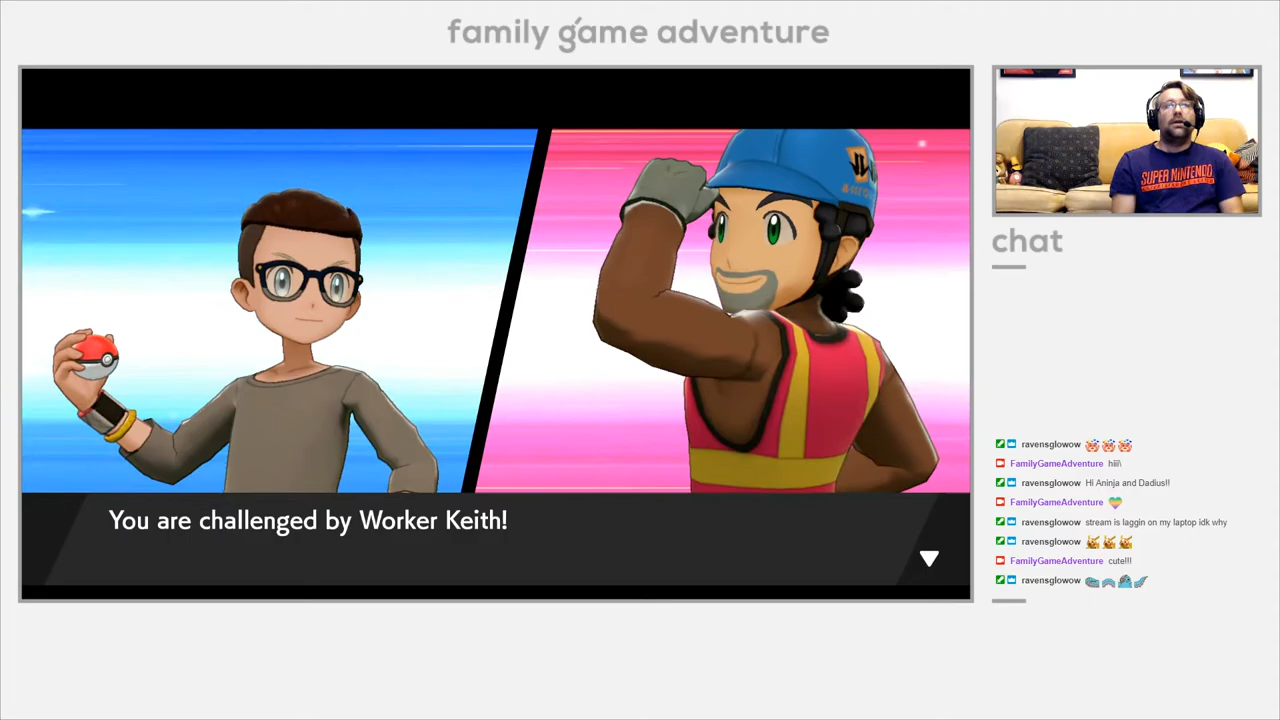 family game adventure
You are challenged by Worker Keith!
SUPER NINTENDO
chat
ravensglowow
FamilyGameAdventure hiii\
ravensglowow Hi Aninja and Dadius!!
FamilyGameAdventure
ravensglowow stream is laggin on my laptop idk why
ravensglowow
FamilyGameAdventure cute!!!
ravensglowow